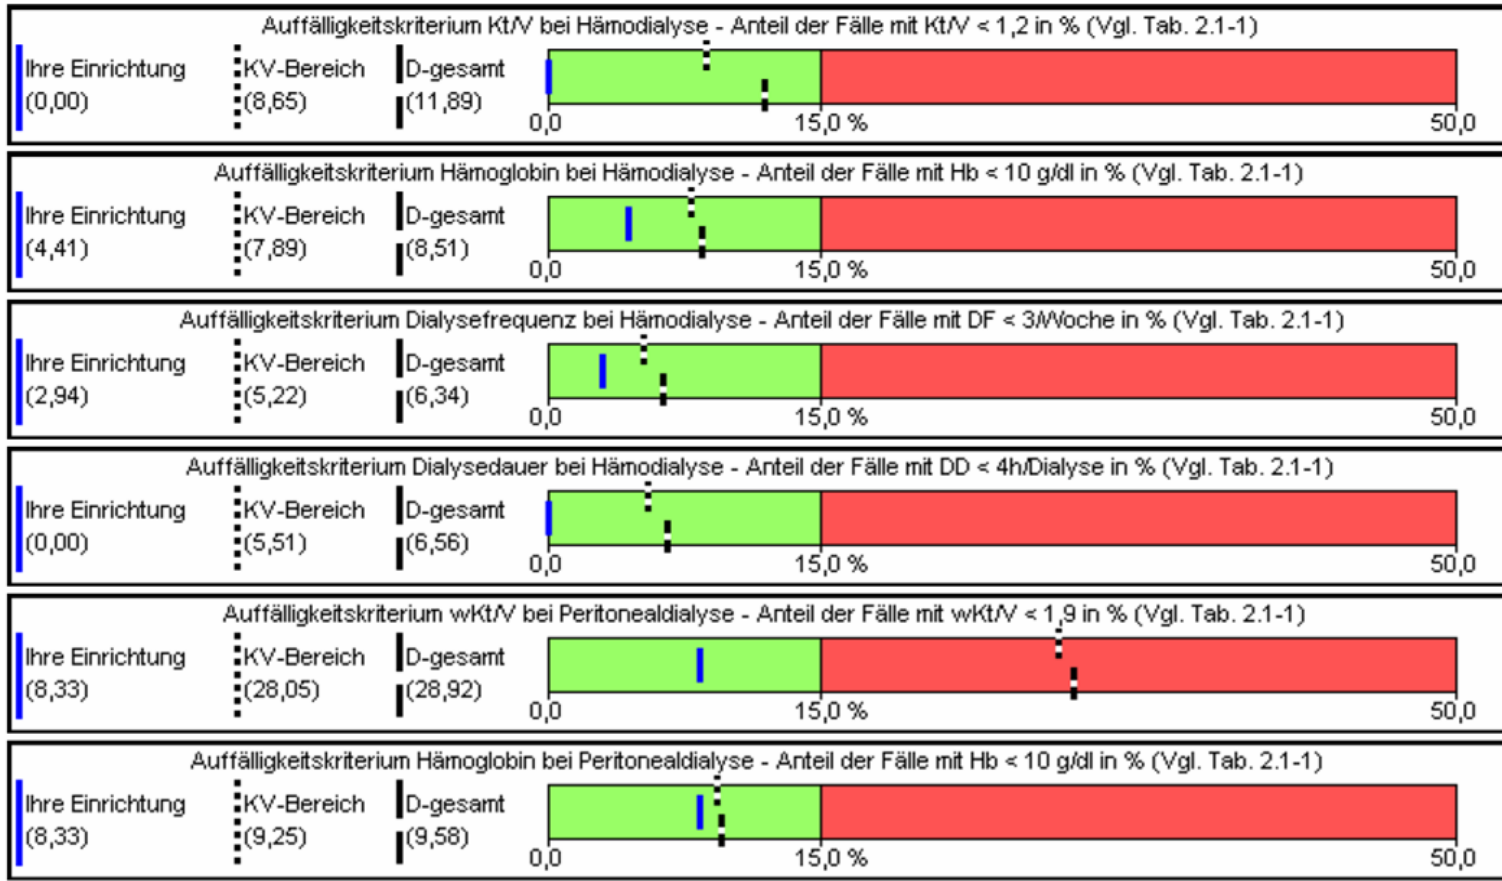 Auffälligkeitskriterium Kt/V bei Hämodialyse - Anteil der Fälle mit Kt/V < 1,2 in % (Vgl. Tab. 2.1-1)
Ihre Einrichtung KV-Bereich D-gesamt
(0,00) (8,65) (11,89)
0,0 15,0 % 50,0
Auffälligkeitskriterium Hämoglobin bei Hämodialyse - Anteil der Fälle mit Hb < 10 g/dl in % (Vgl. Tab. 2.1-1)
Ihre Einrichtung KV-Bereich D-gesamt
(4,41) (7,89) (8,51)
0,0 15,0 % 50,0
Auffälligkeitskriterium Dialysefrequenz bei Hämodialyse - Anteil der Fälle mit DF < 3/Woche in % (Vgl. Tab. 2.1-1)
Ihre Einrichtung KV-Bereich D-gesamt
(2,94) (5,22) (6,34)
0,0 15,0 % 50,0
Auffälligkeitskriterium Dialysedauer bei Hämodialyse - Anteil der Fälle mit DD < 4h/Dialyse in % (Vgl. Tab. 2.1-1)
Ihre Einrichtung KV-Bereich D-gesamt
(0,00) (5,51) (6,56)
0,0 15,0 % 50,0
Auffälligkeitskriterium wKt/V bei Peritonealdialyse - Anteil der Fälle mit wKt/V < 1,9 in % (Vgl. Tab. 2.1-1)
Ihre Einrichtung KV-Bereich D-gesamt
(8,33) (28,05) (28,92)
0,0 15,0 % 50,0
Auffälligkeitskriterium Hämoglobin bei Peritonealdialyse - Anteil der Fälle mit Hb < 10 g/dl in % (Vgl. Tab. 2.1-1)
Ihre Einrichtung KV-Bereich D-gesamt
(8,33) (9,25) (9,58)
0,0 15,0 % 50,0